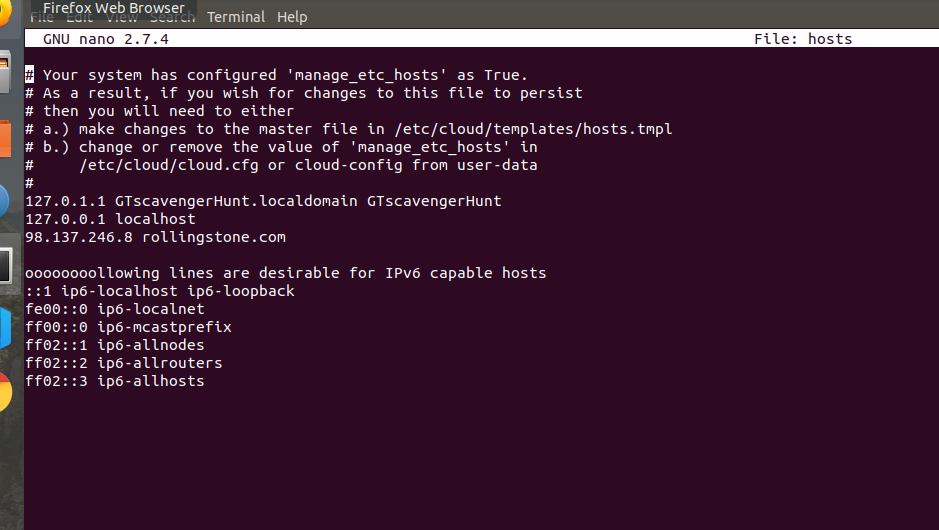 Firefox Web Browser
File Edit View Search Terminal Help
GNU nano 2.7.4 File: hosts
# Your system has configured 'manage_etc_hosts' as True.
# As a result, if you wish for changes to this file to persist
# then you will need to either
# a.) make changes to the master file in /etc/cloud/templates/hosts.tmpl
# b.) change or remove the value of 'manage_etc_hosts' in
#     /etc/cloud/cloud.cfg or cloud-config from user-data
#
127.0.1.1 GTscavengerHunt.localdomain GTscavengerHunt
127.0.0.1 localhost
98.137.246.8 rollingstone.com
oooooooollowing lines are desirable for IPv6 capable hosts
::1 ip6-localhost ip6-loopback
fe00::0 ip6-localnet
ff00::0 ip6-mcastprefix
ff02::1 ip6-allnodes
ff02::2 ip6-allrouters
ff02::3 ip6-allhosts